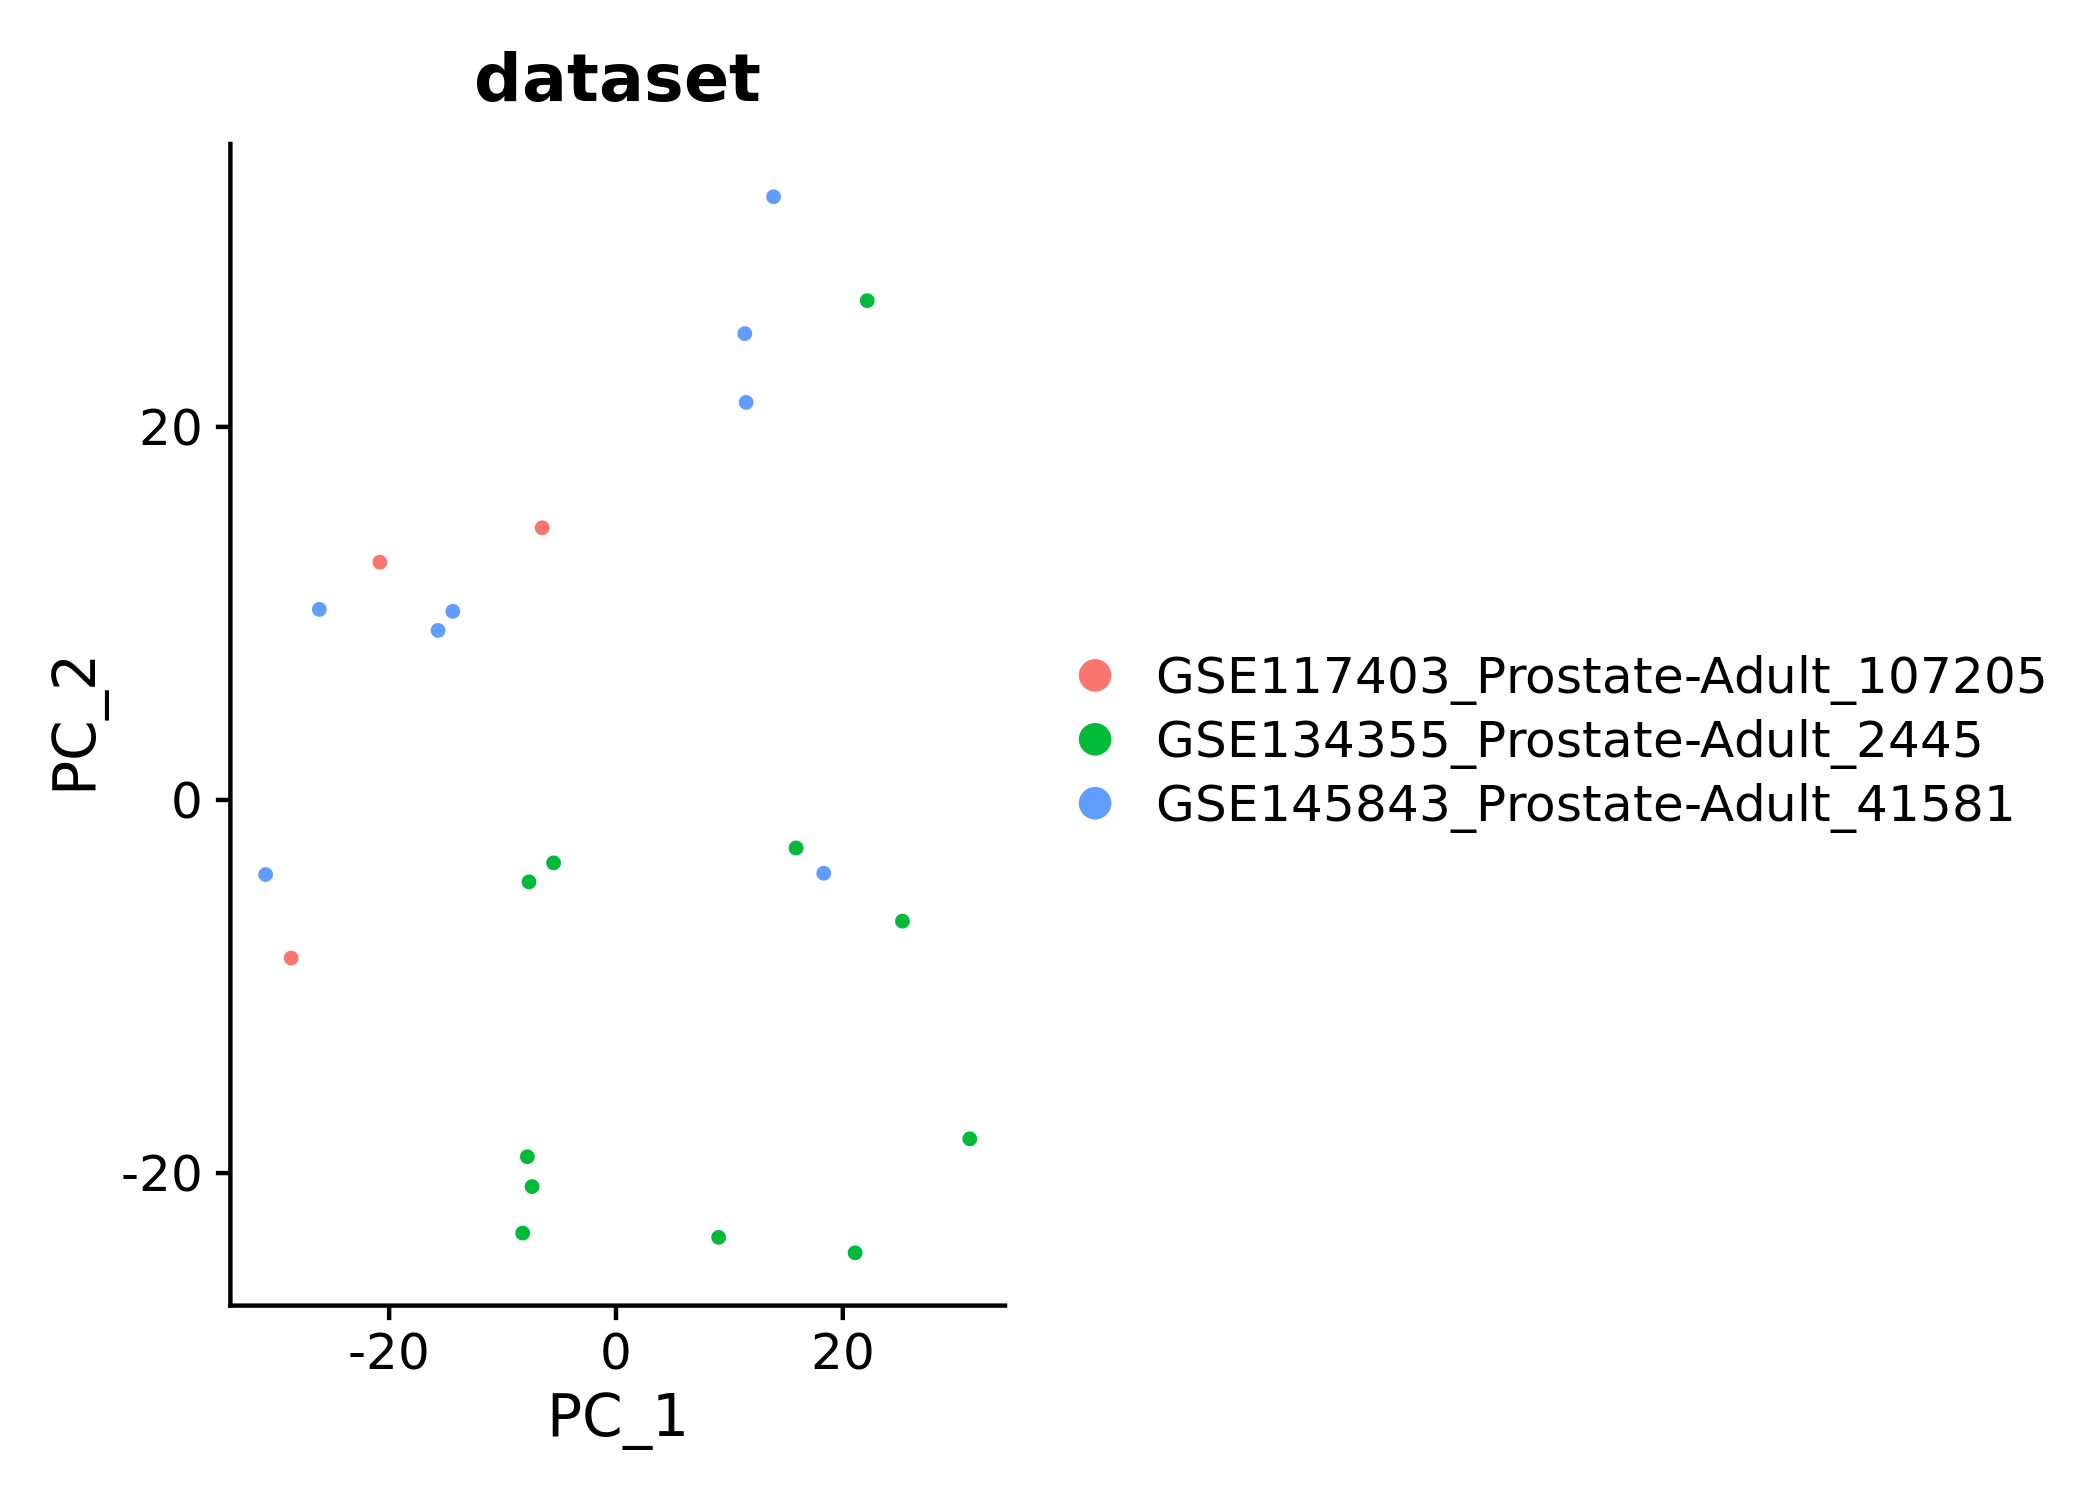 dataset
PC_2
20
0
-20
-20
0
20
PC_1
GSE117403_Prostate-Adult_107205
GSE134355_Prostate-Adult_2445
GSE145843_Prostate-Adult_41581